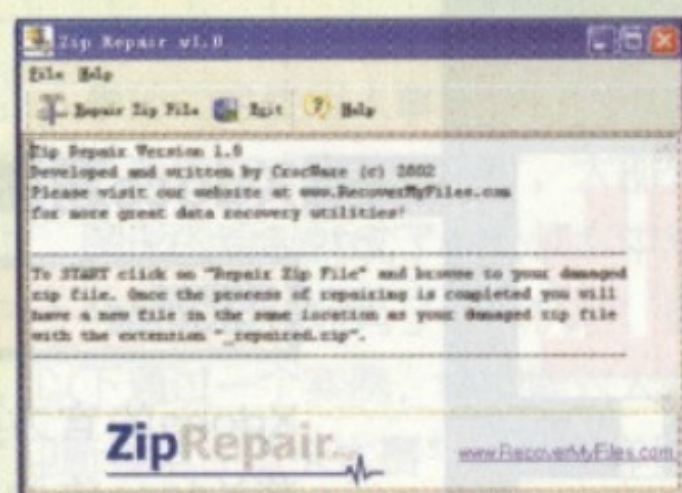 Zip Repair v1.0
File Help
Repair Zip File Exit Help
Zip Repair Version 1.0
Developed and written by CrocWare (c) 2002
Please visit our website at www.RecoverMyFiles.com
for more great data recovery utilities!
To START click on "Repair Zip File" and browse to your damaged
zip file. Once the process of repairing is completed you will
have a new file in the same location as your damaged zip file
with the extension "_repaired.zip".
ZipRepair
www.RecoverMyFiles.com